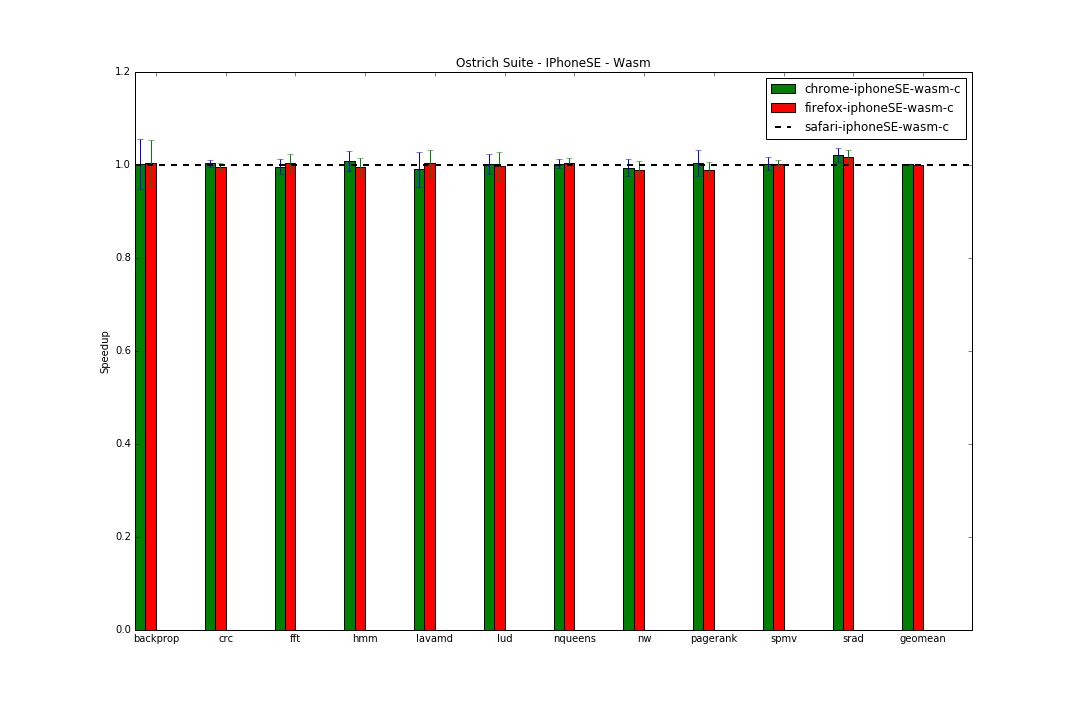 Ostrich Suite - IPhoneSE - Wasm
1.2
chrome-iphoneSE-wasm-c
firefox-iphoneSE-wasm-c
safari-iphoneSE-wasm-c
1.0
0.8
0.6
Speedup
0.4
0.2
0.0
backprop crc fft hmm lavamd lud nqueens nw pagerank spmv srad geomean